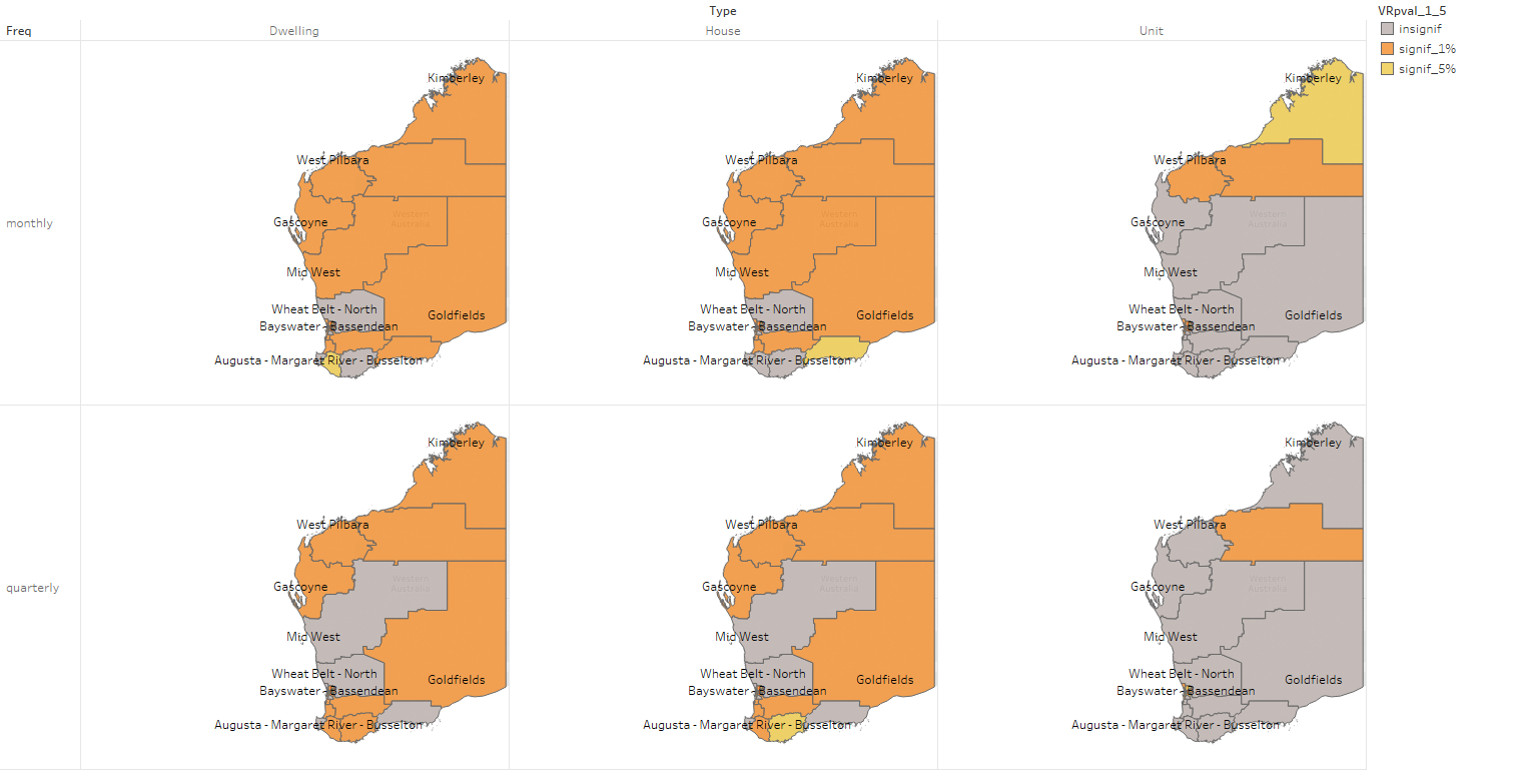 Type
Freq
Dwelling
House
Unit
VRpval_1_5
insignif
signif_1%
signif_5%
monthly
Kimberley
West Pilbara
Gascoyne
Western
Australia
Mid West
Wheat Belt - North
Goldfields
Bayswater - Bassendean
Augusta - Margaret River - Busselton
Kimberley
West Pilbara
Gascoyne
Western
Australia
Mid West
Wheat Belt - North
Goldfields
Bayswater - Bassendean
Augusta - Margaret River - Busselton
Kimberley
West Pilbara
Gascoyne
Western
Australia
Mid West
Wheat Belt - North
Goldfields
Bayswater - Bassendean
Augusta - Margaret River - Busselton
quarterly
Kimberley
West Pilbara
Gascoyne
Western
Australia
Mid West
Wheat Belt - North
Goldfields
Bayswater - Bassendean
Augusta - Margaret River - Busselton
Kimberley
West Pilbara
Gascoyne
Western
Australia
Mid West
Wheat Belt - North
Goldfields
Bayswater - Bassendean
Augusta - Margaret River - Busselton
Kimberley
West Pilbara
Gascoyne
Western
Australia
Mid West
Wheat Belt - North
Goldfields
Bayswater - Bassendean
Augusta - Margaret River - Busselton